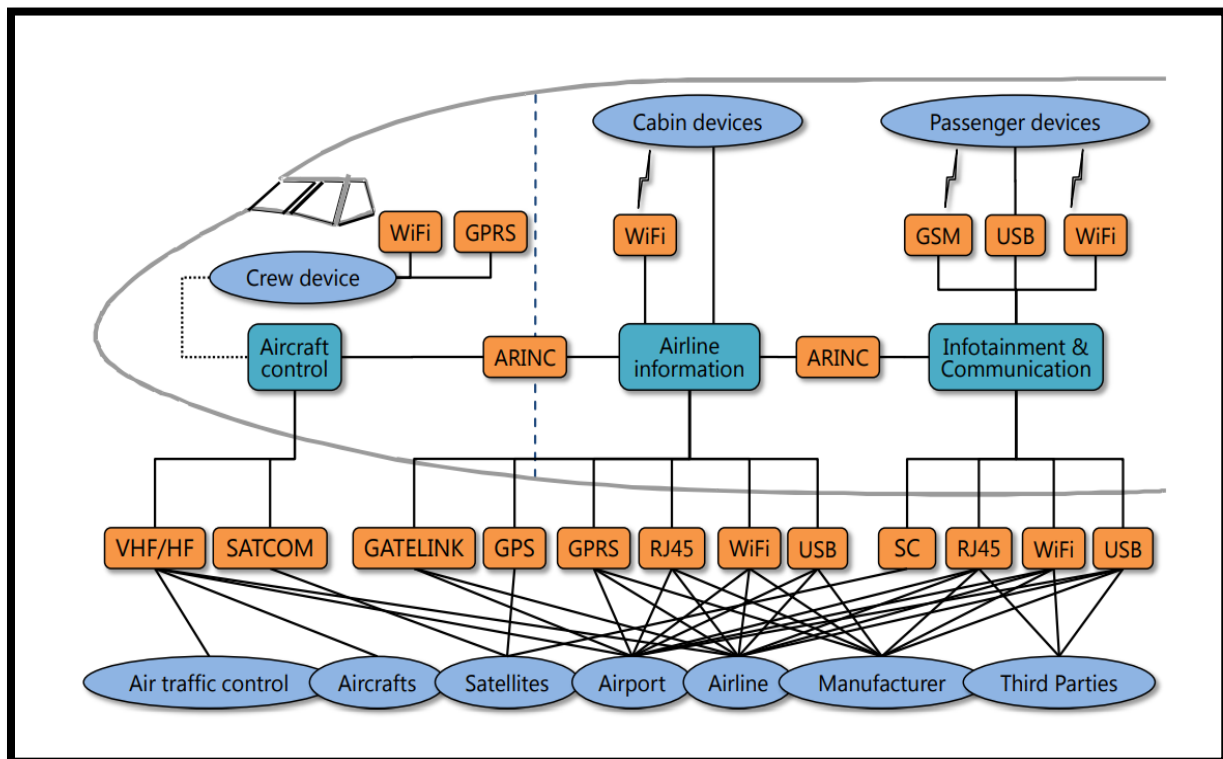 Cabin devices
Passenger devices
WiFi
GPRS
WiFi
GSM
USB
WiFi
Crew device
Aircraft
control
ARINC
Airline
information
ARINC
Infotainment &
Communication
VHF/HF
SATCOM
GATELINK
GPS
GPRS
RJ45
WiFi
USB
SC
RJ45
WiFi
USB
Air traffic control
Aircrafts
Satellites
Airport
Airline
Manufacturer
Third Parties